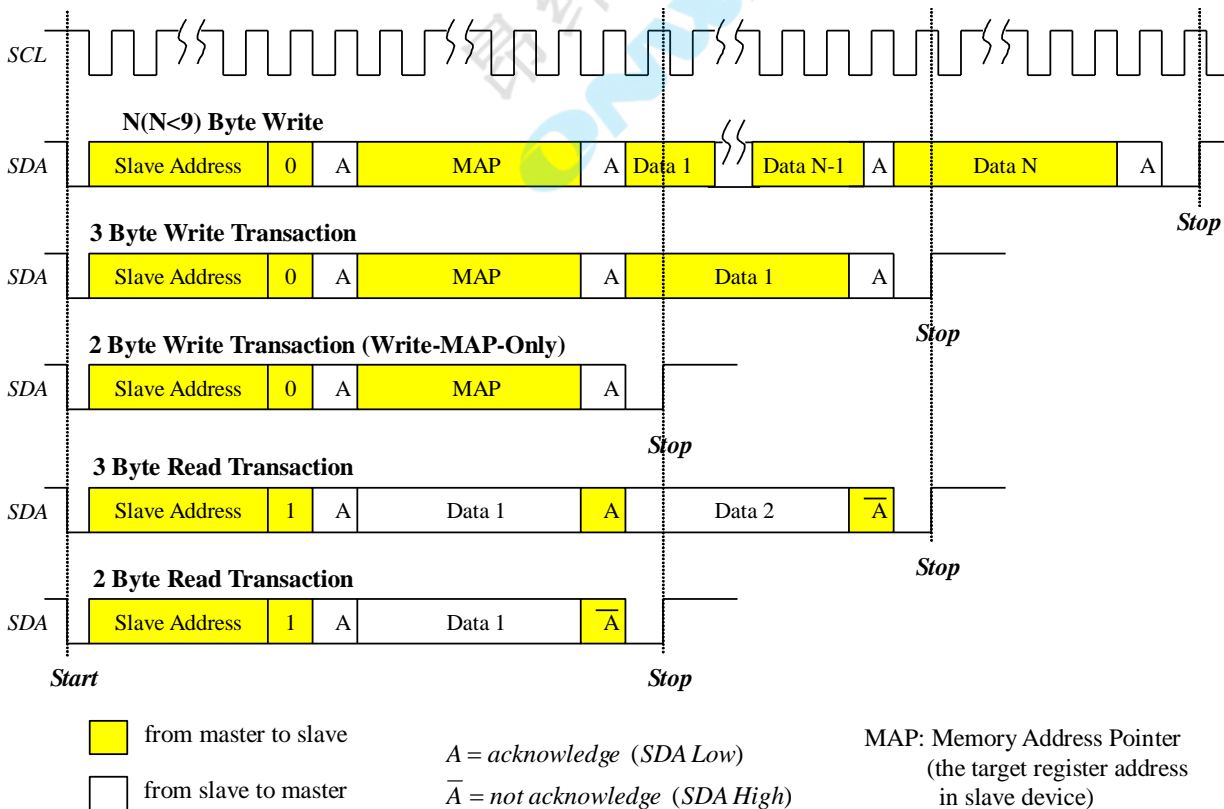 SCL
N(N<9) Byte Write
SDA Slave Address 0 A MAP A Data 1 Data N-1 A Data N A
Stop
3 Byte Write Transaction
SDA Slave Address 0 A MAP A Data 1 A
Stop
2 Byte Write Transaction (Write-MAP-Only)
SDA Slave Address 0 A MAP A
Stop
3 Byte Read Transaction
SDA Slave Address 1 A Data 1 A Data 2 A̅
Stop
2 Byte Read Transaction
SDA Slave Address 1 A Data 1 A̅
Start Stop
from master to slave
from slave to master
A = acknowledge (SDA Low)
A̅ = not acknowledge (SDA High)
MAP: Memory Address Pointer
(the target register address
in slave device)